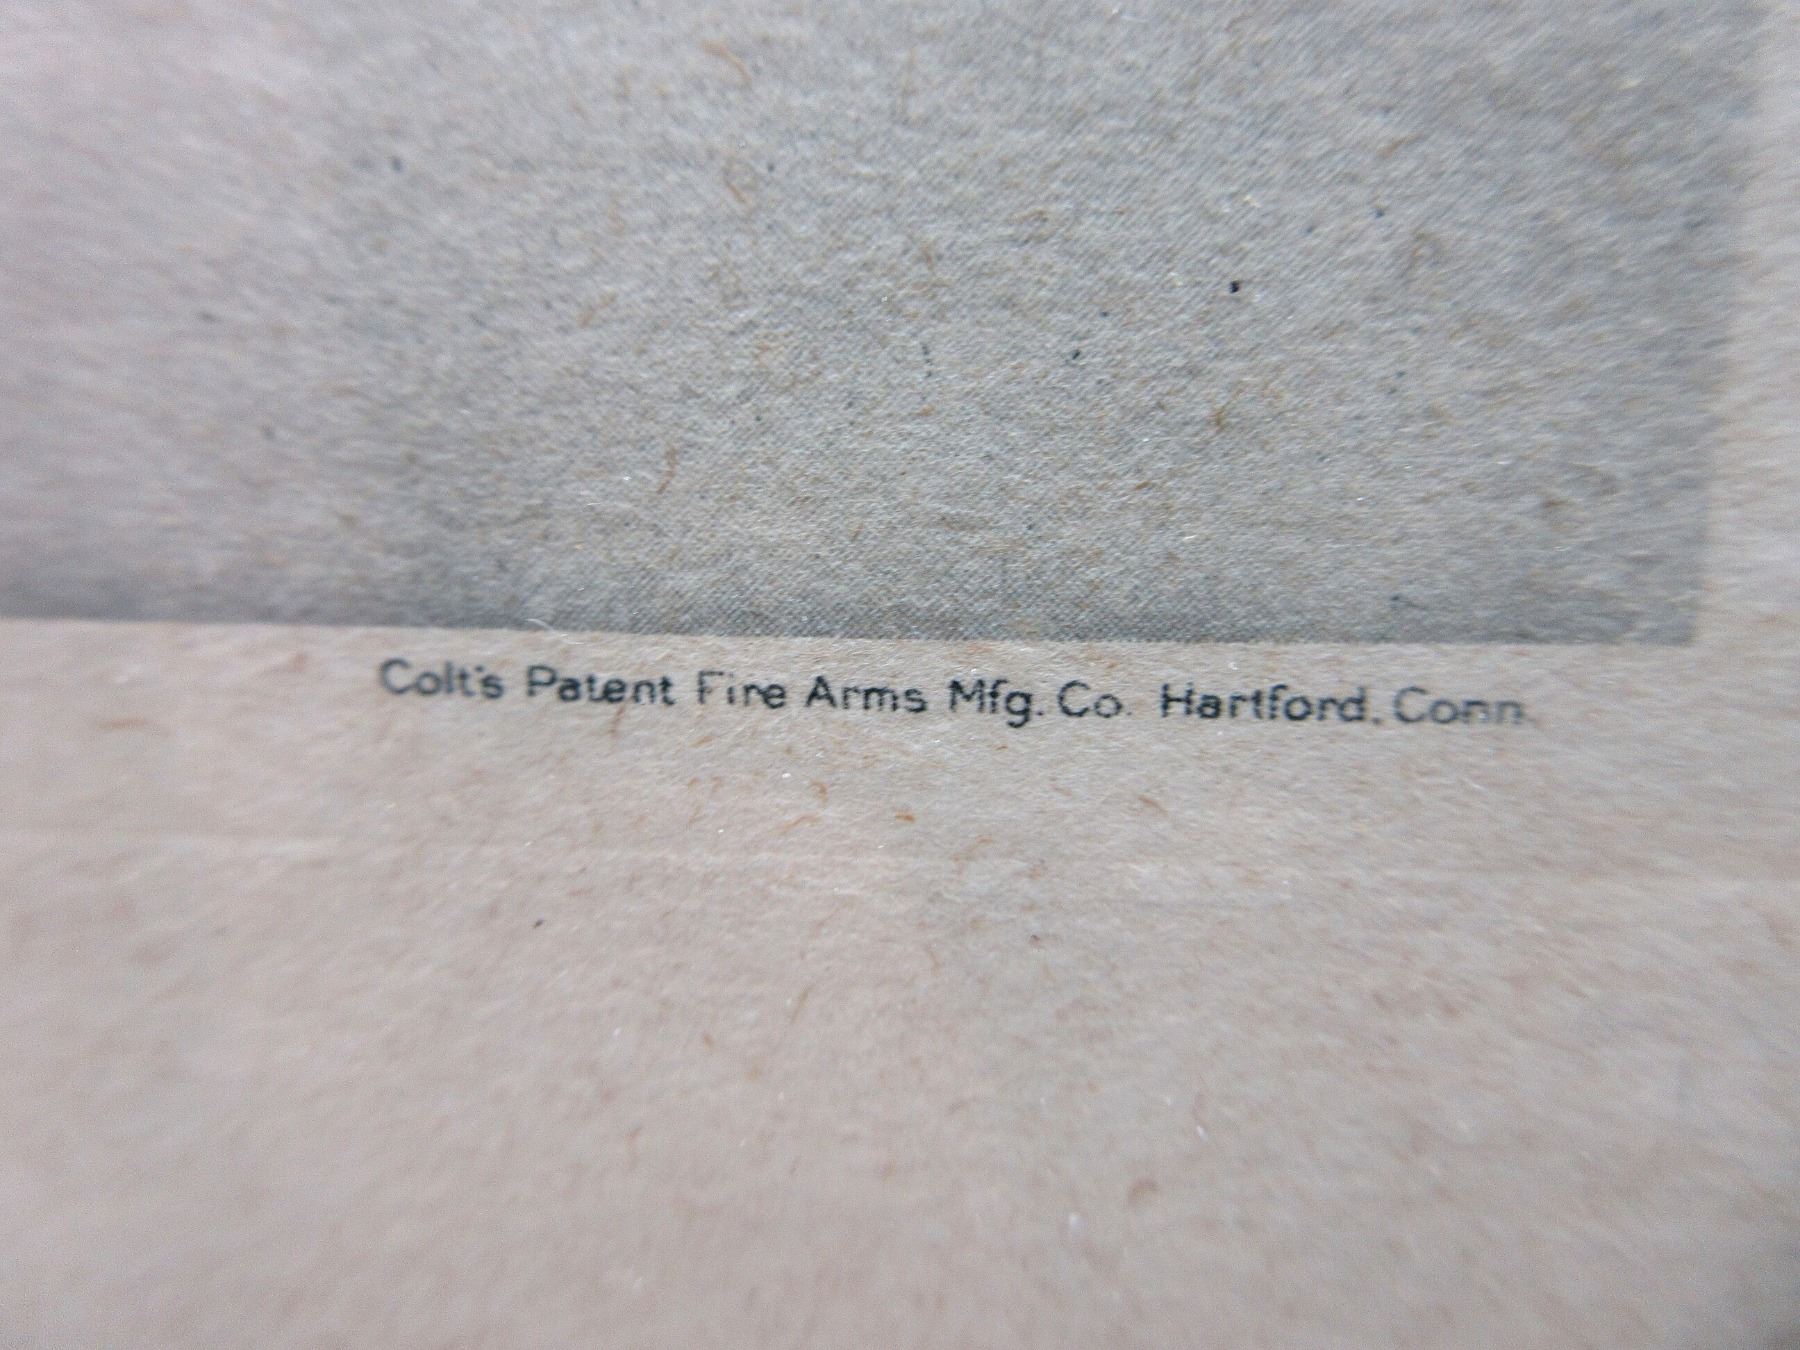 Colt's Patent Fire Arms Mfg. Co. Hartford, Conn.